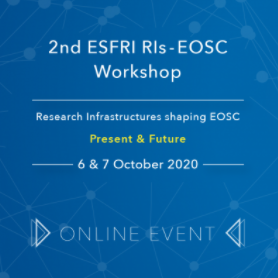 2nd ESFRI RIs-EOSC
Workshop
Research Infrastructures shaping EOSC
Present & Future
6 & 7 October 2020
ONLINE EVENT